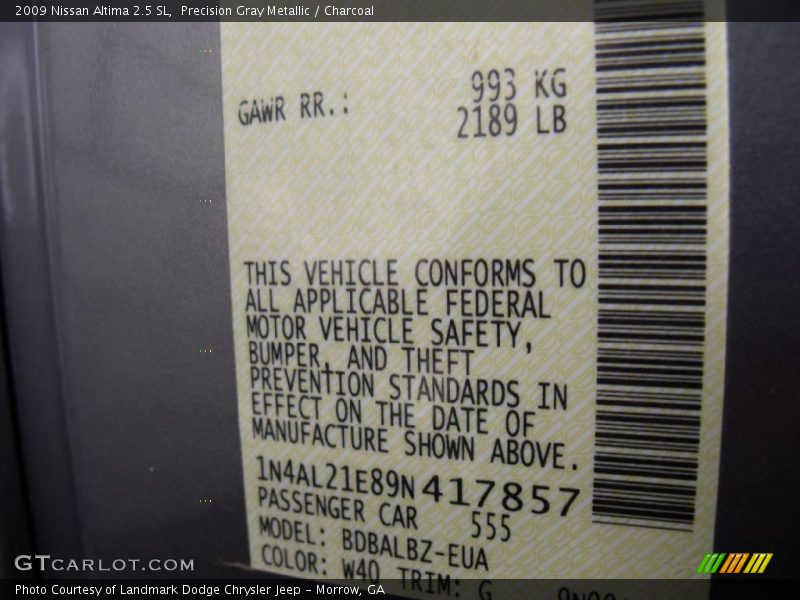 2009 Nissan Altima 2.5 SL, Precision Gray Metallic / Charcoal
GAWR RR.: 993 KG
2189 LB
THIS VEHICLE CONFORMS TO
ALL APPLICABLE FEDERAL
MOTOR VEHICLE SAFETY,
BUMPER, AND THEFT
PREVENTION STANDARDS IN
EFFECT ON THE DATE OF
MANUFACTURE SHOWN ABOVE.
1N4AL21E89N417857
PASSENGER CAR 555
MODEL: BDBALBZ-EUA
COLOR: W40 TRIM: G
GTCARLOT.COM
Photo Courtesy of Landmark Dodge Chrysler Jeep - Morrow, GA